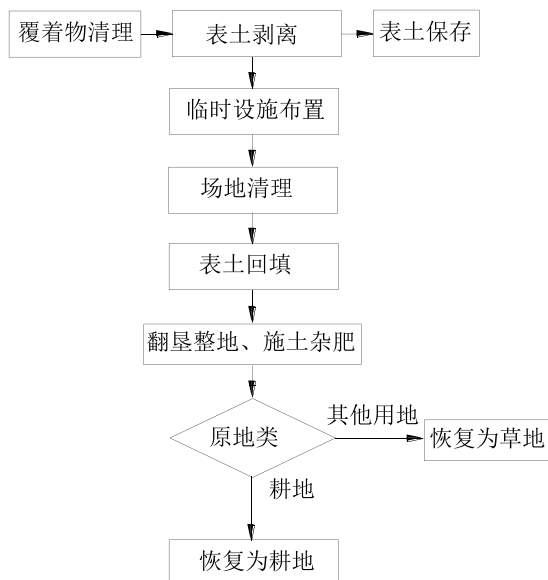 覆着物清理
表土剥离
表土保存
临时设施布置
场地清理
表土回填
翻垦整地、施土杂肥
原地类
其他用地
恢复为草地
耕地
恢复为耕地